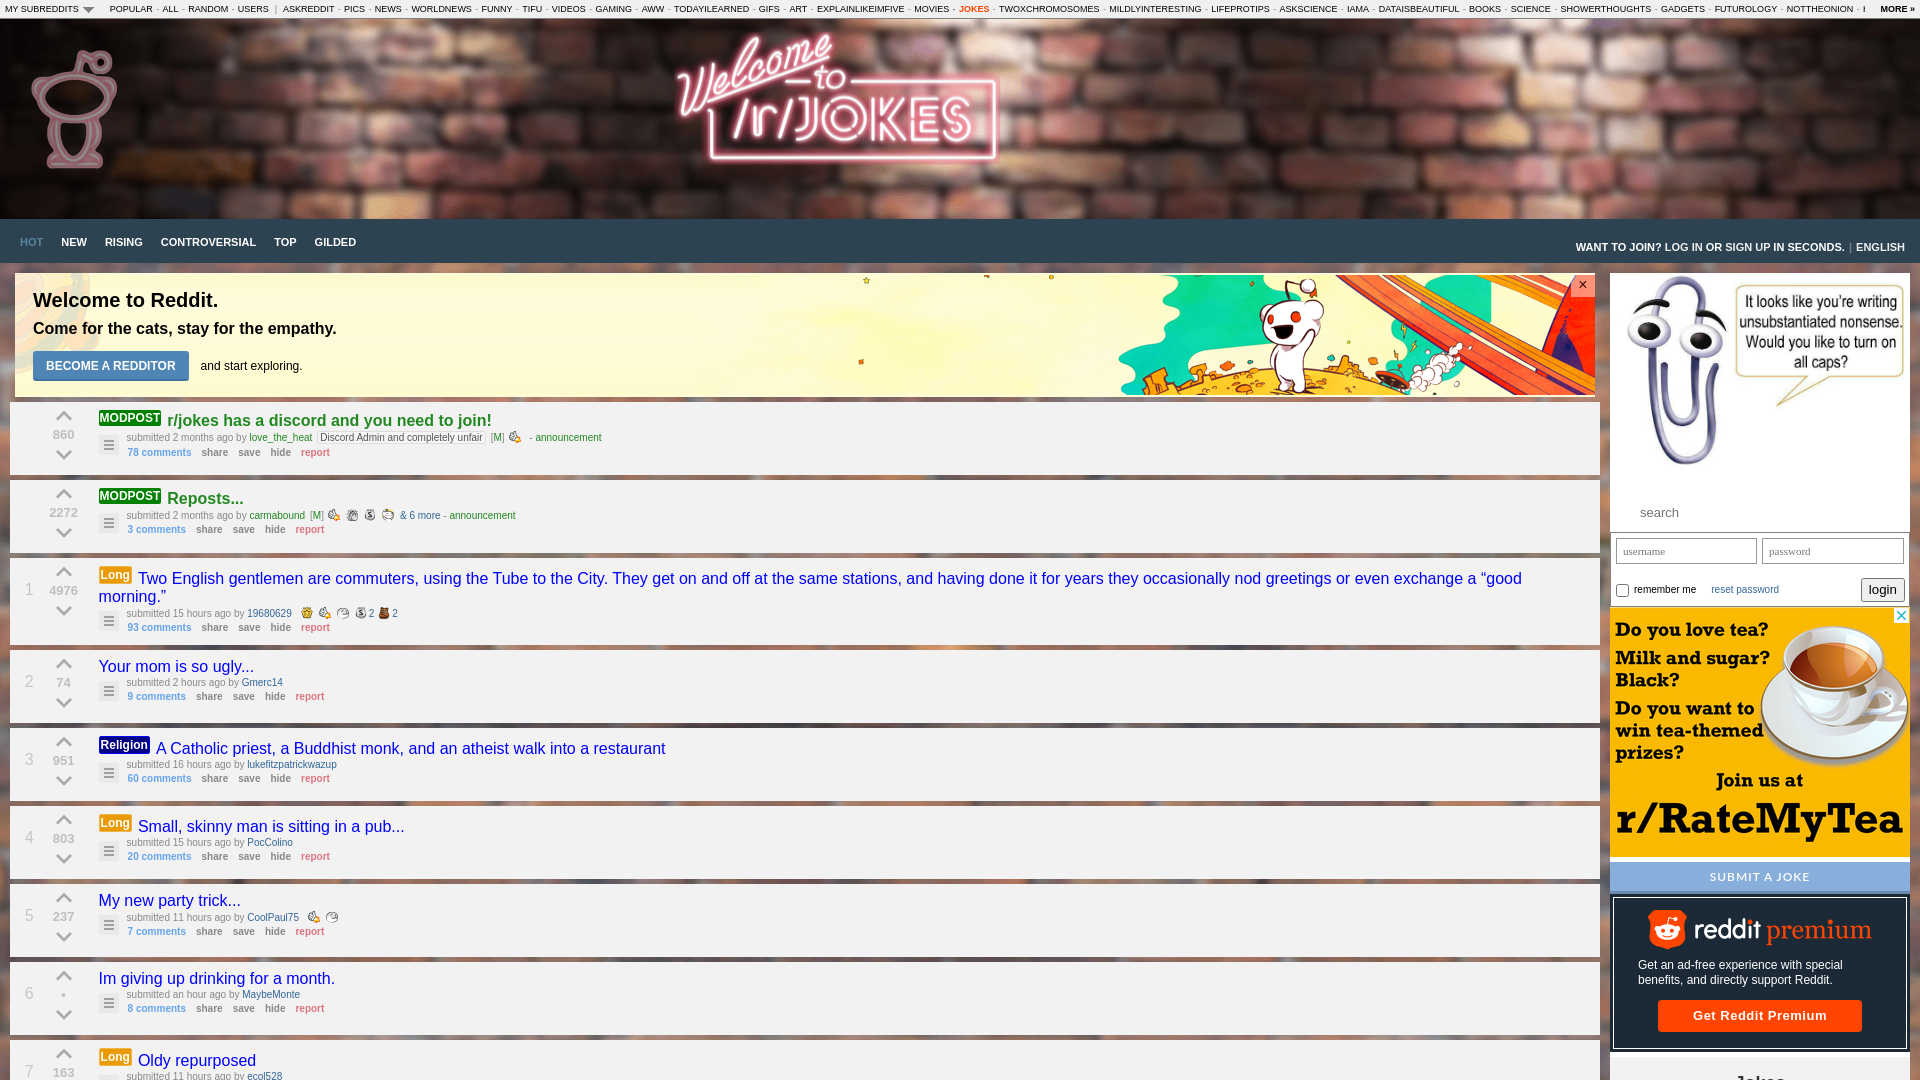 MY SUBREDDITS POPULAR - ALL - RANDOM - USERS | ASKREDDIT - PICS - NEWS - WORLDNEWS - FUNNY - TIFU - VIDEOS - GAMING - AWW - TODAYILEARNED - GIFS - ART - EXPLAINLIKEIMFIVE - MOVIES - JOKES - TWOXCHROMOSOMES - MILDLYINTERESTING - LIFEPROTIPS - ASKSCIENCE - IAMA - DATAISBEAUTIFUL - BOOKS - SCIENCE - SHOWERTHOUGHTS - GADGETS - FUTUROLOGY - NOTTHEONION - MORE »
Welcome
to
/r/JOKES
HOT NEW RISING CONTROVERSIAL TOP GILDED
WANT TO JOIN? LOG IN OR SIGN UP IN SECONDS. | ENGLISH
Welcome to Reddit.
Come for the cats, stay for the empathy.
BECOME A REDDITOR and start exploring.
×
860
MODPOST r/jokes has a discord and you need to join!
submitted 2 months ago by love_the_heat Discord Admin and completely unfair [M] - announcement
78 comments share save hide report
2272
MODPOST Reposts...
submitted 2 months ago by carmabound [M] & 6 more - announcement
3 comments share save hide report
1
4976
Long Two English gentlemen are commuters, using the Tube to the City. They get on and off at the same stations, and having done it for years they occasionally nod greetings or even exchange a “good
morning.”
submitted 15 hours ago by 19680629 2 2
93 comments share save hide report
2
74
Your mom is so ugly...
submitted 2 hours ago by Gmerc14
9 comments share save hide report
3
951
Religion A Catholic priest, a Buddhist monk, and an atheist walk into a restaurant
submitted 16 hours ago by lukefitzpatrickwazup
60 comments share save hide report
4
803
Long Small, skinny man is sitting in a pub...
submitted 15 hours ago by PocColino
20 comments share save hide report
5
237
My new party trick...
submitted 11 hours ago by CoolPaul75
7 comments share save hide report
6
•
Im giving up drinking for a month.
submitted an hour ago by MaybeMonte
8 comments share save hide report
7
163
Long Oldy repurposed
submitted 11 hours ago by ecol528
It looks like you're writing
unsubstantiated nonsense.
Would you like to turn on
all caps?
search
username password
remember me reset password login
Do you love tea?
Milk and sugar?
Black?
Do you want to
win tea-themed
prizes?
Join us at
r/RateMyTea
SUBMIT A JOKE
reddit premium
Get an ad-free experience with special
benefits, and directly support Reddit.
Get Reddit Premium
Jokes